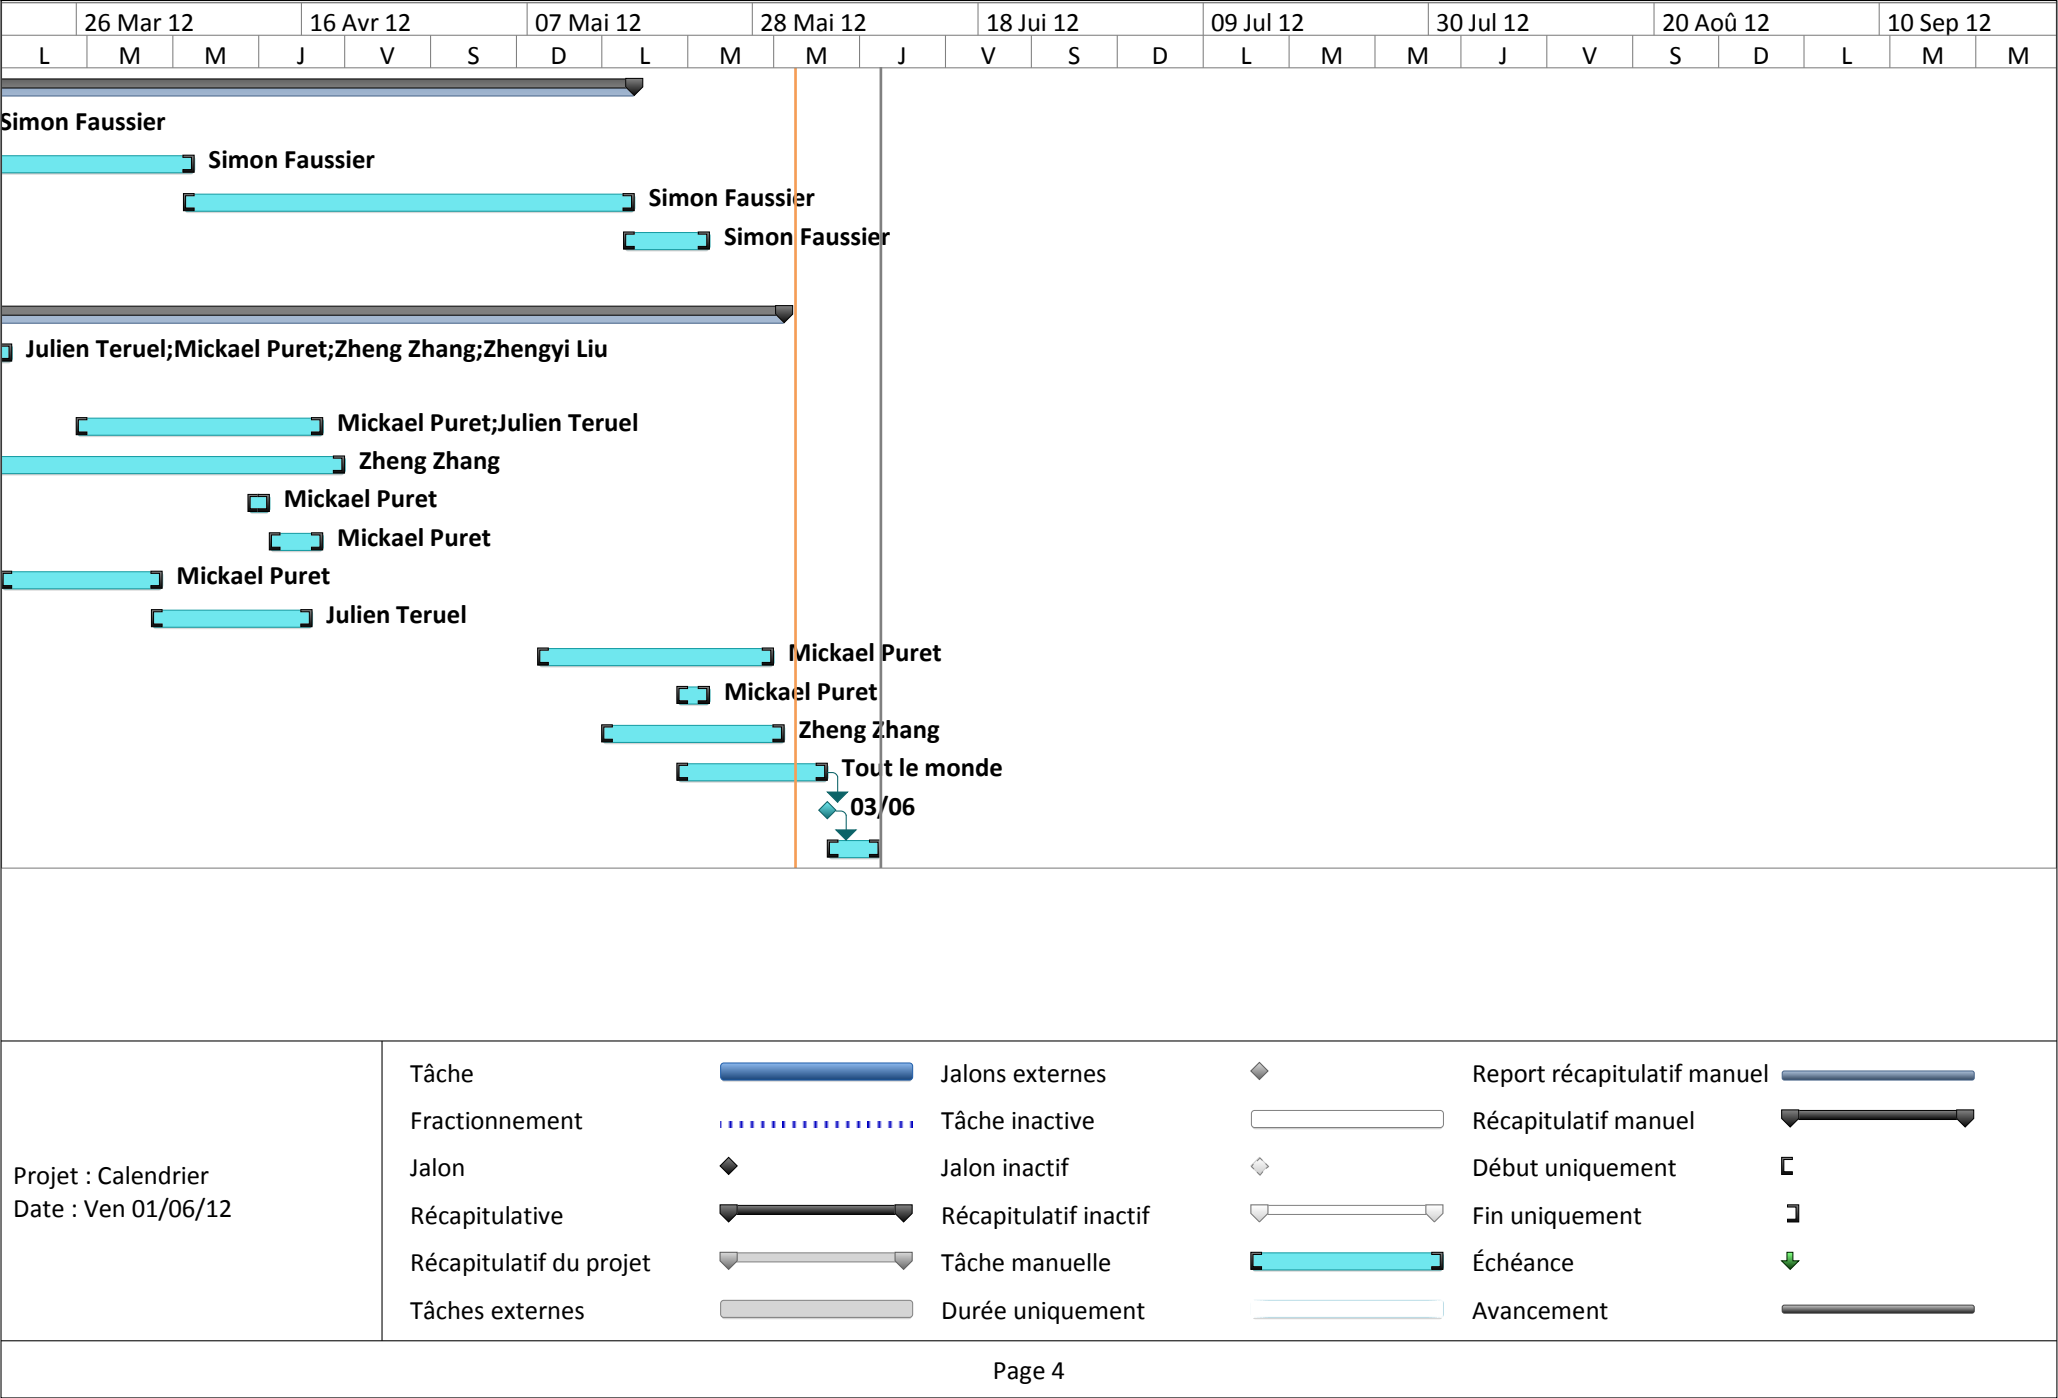 26 Mar 12 16 Avr 12 07 Mai 12 28 Mai 12 18 Jui 12 09 Jul 12 30 Jul 12 20 Aoû 12 10 Sep 12
L M M J V S D L M M J V S D L M M J V S D L M M
Simon Faussier
Simon Faussier
Simon Faussier
Simon Faussier
Julien Teruel;Mickael Puret;Zheng Zhang;Zhengyi Liu
Mickael Puret;Julien Teruel
Zheng Zhang
Mickael Puret
Mickael Puret
Mickael Puret
Julien Teruel
Mickael Puret
Mickael Puret
Zheng Zhang
Tout le monde
03/06
Projet : Calendrier
Date : Ven 01/06/12
Tâche
Fractionnement
Jalon
Récapitulative
Récapitulatif du projet
Tâches externes
Jalons externes
Tâche inactive
Jalon inactif
Récapitulatif inactif
Tâche manuelle
Durée uniquement
Report récapitulatif manuel
Récapitulatif manuel
Début uniquement
Fin uniquement
Échéance
Avancement
Page 4